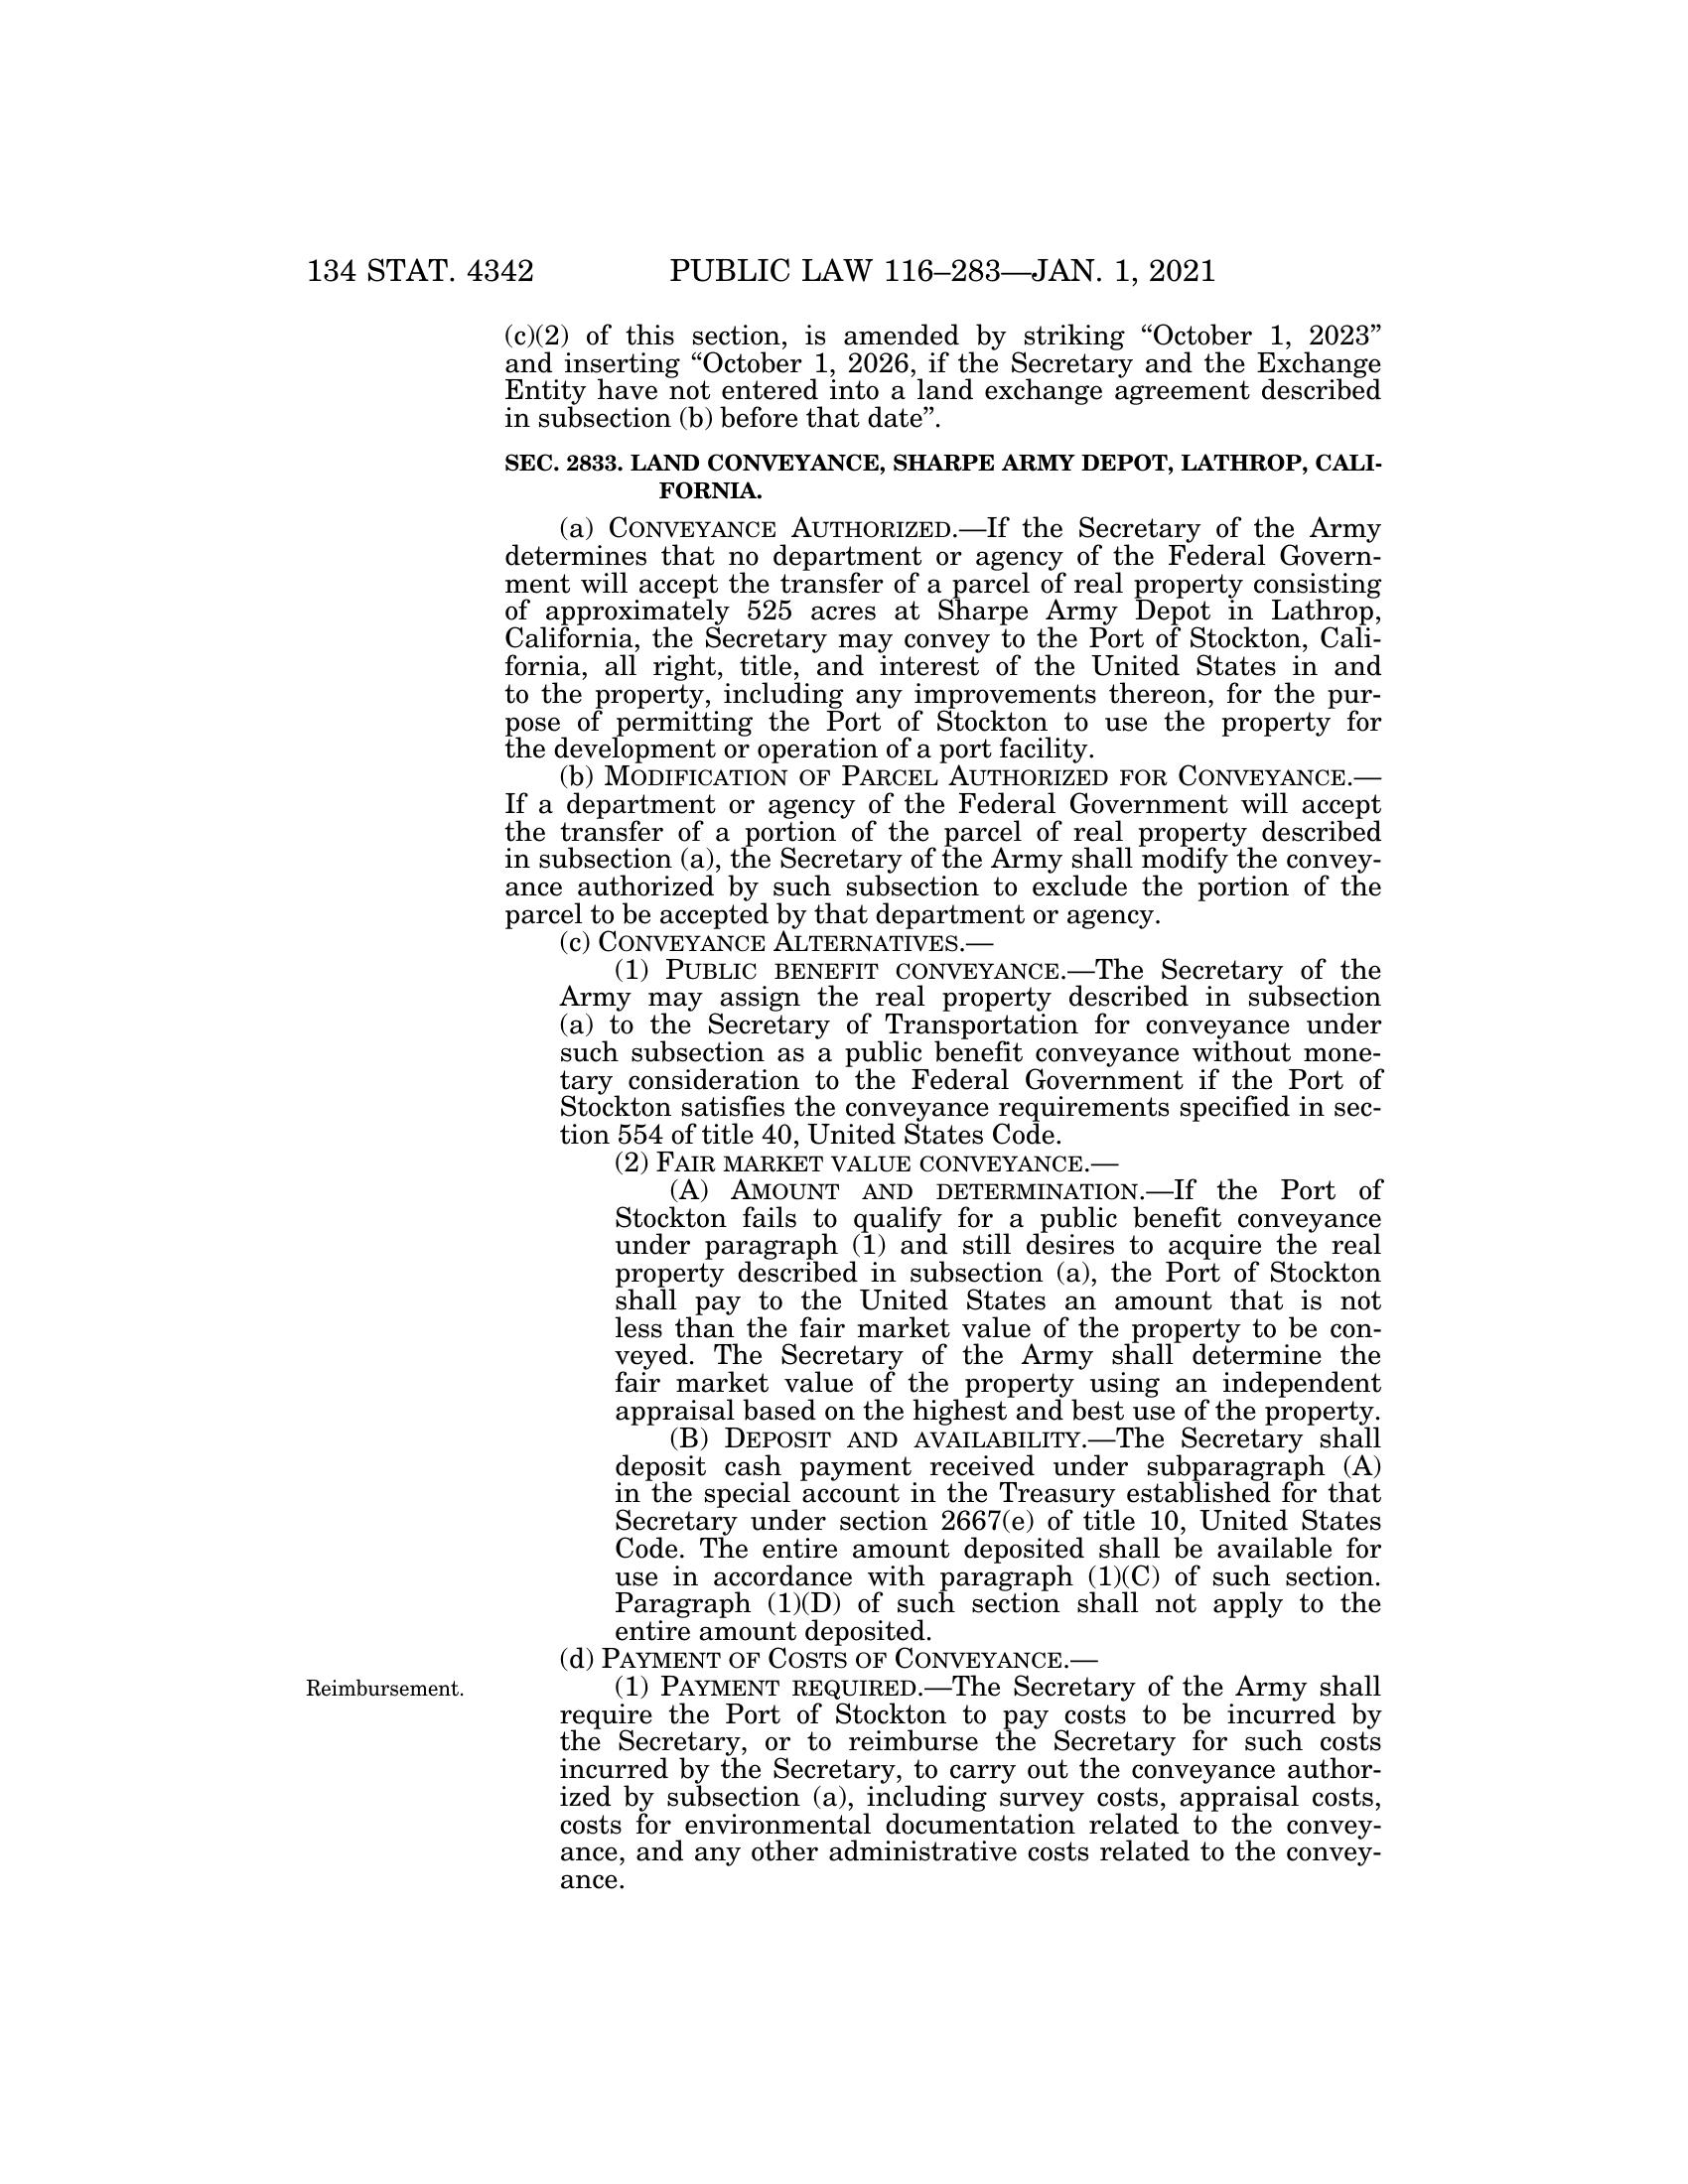 134 STAT. 4342 PUBLIC LAW 116–283—JAN. 1, 2021
(c)(2) of this section, is amended by striking “October 1, 2023”
and inserting “October 1, 2026, if the Secretary and the Exchange
Entity have not entered into a land exchange agreement described
in subsection (b) before that date”.
SEC. 2833. LAND CONVEYANCE, SHARPE ARMY DEPOT, LATHROP, CALI-
FORNIA.
(a) CONVEYANCE AUTHORIZED.—If the Secretary of the Army
determines that no department or agency of the Federal Govern-
ment will accept the transfer of a parcel of real property consisting
of approximately 525 acres at Sharpe Army Depot in Lathrop,
California, the Secretary may convey to the Port of Stockton, Cali-
fornia, all right, title, and interest of the United States in and
to the property, including any improvements thereon, for the pur-
pose of permitting the Port of Stockton to use the property for
the development or operation of a port facility.
(b) MODIFICATION OF PARCEL AUTHORIZED FOR CONVEYANCE.—
If a department or agency of the Federal Government will accept
the transfer of a portion of the parcel of real property described
in subsection (a), the Secretary of the Army shall modify the convey-
ance authorized by such subsection to exclude the portion of the
parcel to be accepted by that department or agency.
(c) CONVEYANCE ALTERNATIVES.—
(1) PUBLIC BENEFIT CONVEYANCE.—The Secretary of the
Army may assign the real property described in subsection
(a) to the Secretary of Transportation for conveyance under
such subsection as a public benefit conveyance without mone-
tary consideration to the Federal Government if the Port of
Stockton satisfies the conveyance requirements specified in sec-
tion 554 of title 40, United States Code.
(2) FAIR MARKET VALUE CONVEYANCE.—
(A) AMOUNT AND DETERMINATION.—If the Port of
Stockton fails to qualify for a public benefit conveyance
under paragraph (1) and still desires to acquire the real
property described in subsection (a), the Port of Stockton
shall pay to the United States an amount that is not
less than the fair market value of the property to be con-
veyed. The Secretary of the Army shall determine the
fair market value of the property using an independent
appraisal based on the highest and best use of the property.
(B) DEPOSIT AND AVAILABILITY.—The Secretary shall
deposit cash payment received under subparagraph (A)
in the special account in the Treasury established for that
Secretary under section 2667(e) of title 10, United States
Code. The entire amount deposited shall be available for
use in accordance with paragraph (1)(C) of such section.
Paragraph (1)(D) of such section shall not apply to the
entire amount deposited.
(d) PAYMENT OF COSTS OF CONVEYANCE.—
Reimbursement.
(1) PAYMENT REQUIRED.—The Secretary of the Army shall
require the Port of Stockton to pay costs to be incurred by
the Secretary, or to reimburse the Secretary for such costs
incurred by the Secretary, to carry out the conveyance author-
ized by subsection (a), including survey costs, appraisal costs,
costs for environmental documentation related to the convey-
ance, and any other administrative costs related to the convey-
ance.